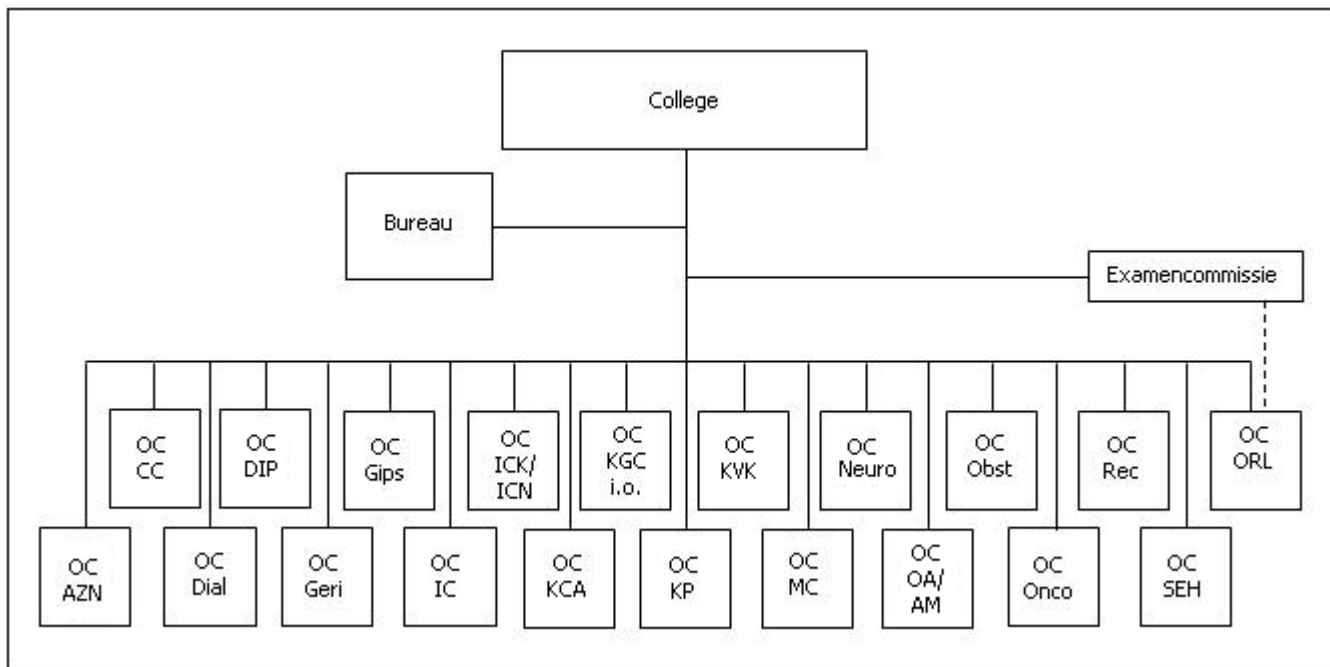 College
Bureau
Examencommissie
OC
CC
OC
DIP
OC
Gips
OC
ICK/
ICN
OC
KGC
i.o.
OC
KVK
OC
Neuro
OC
Obst
OC
Rec
OC
ORL
OC
AZN
OC
Dial
OC
Geri
OC
IC
OC
KCA
OC
KP
OC
MC
OC
OA/
AM
OC
Onco
OC
SEH